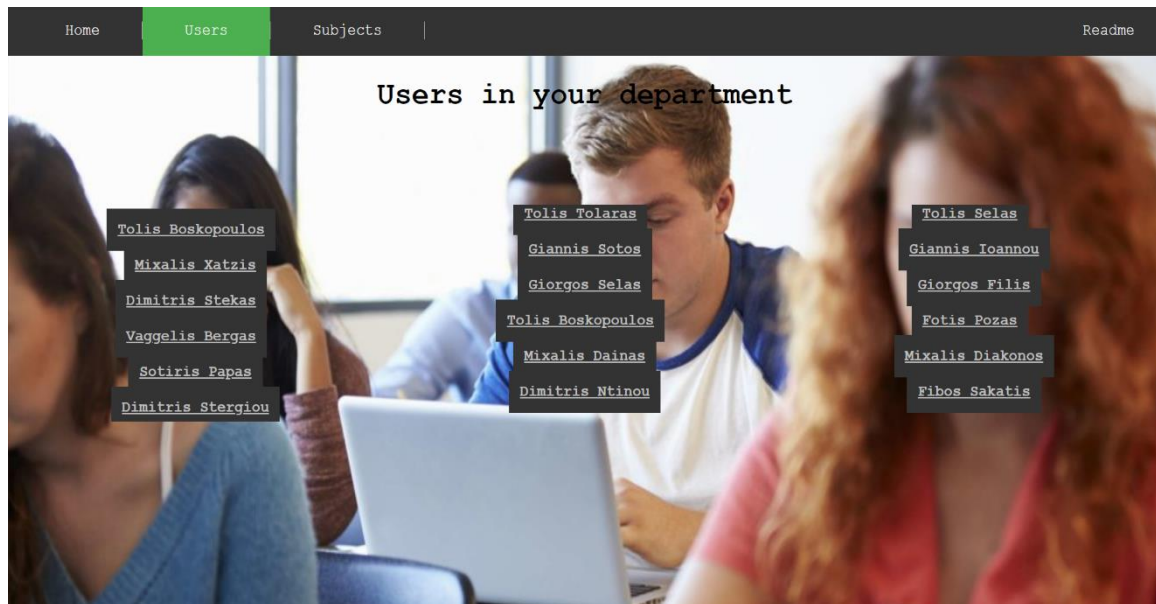 Home Users Subjects Readme
Users in your department
Tolis Boskopoulos
Mixalis Xatzis
Dimitris Stekas
Vaggelis Bergas
Sotiris Papas
Dimitris Stergiou
Tolis Tolaras
Giannis Sotos
Giorgos Selas
Tolis Boskopoulos
Mixalis Dainas
Dimitris Ntinou
Tolis Selas
Giannis Ioannou
Giorgos Filis
Fotis Pozas
Mixalis Diakonos
Fibos Sakatis